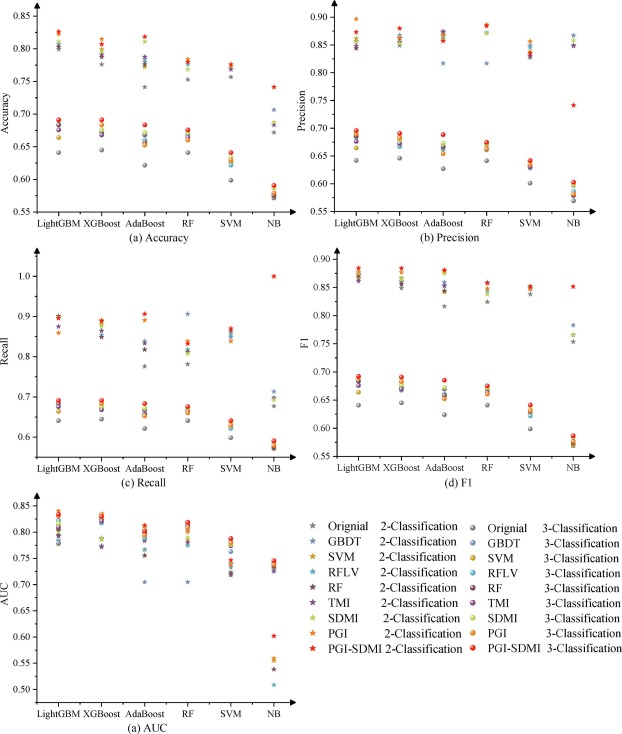 0.85
0.80
0.75
0.70
0.65
0.60
0.55
Accuracy
LightGBM XGBoost AdaBoost RF SVM NB
(a) Accuracy
0.90
0.85
0.80
0.75
0.70
0.65
0.60
0.55
Precision
LightGBM XGBoost AdaBoost RF SVM NB
(b) Precision
1.0
0.9
0.8
0.7
0.6
Recall
LightGBM XGBoost AdaBoost RF SVM NB
(c) Recall
0.90
0.85
0.80
0.75
0.70
0.65
0.60
0.55
F1
LightGBM XGBoost AdaBoost RF SVM NB
(d) F1
0.85
0.80
0.75
0.70
0.65
0.60
0.55
0.50
AUC
LightGBM XGBoost AdaBoost RF SVM NB
(a) AUC
Orignial 2-Classification Orignial 3-Classification
GBDT 2-Classification GBDT 3-Classification
SVM 2-Classification SVM 3-Classification
RFLV 2-Classification RFLV 3-Classification
RF 2-Classification RF 3-Classification
TMI 2-Classification TMI 3-Classification
SDMI 2-Classification SDMI 3-Classification
PGI 2-Classification PGI 3-Classification
PGI-SDMI 2-Classification PGI-SDMI 3-Classification